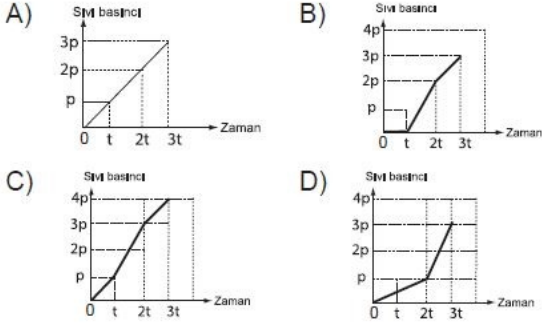 A)
Sıvı basıncı
3p
2p
p
0 t 2t 3t Zaman
B)
Sıvı basıncı
4p
3p
2p
p
0 t 2t 3t Zaman
C)
Sıvı basıncı
4p
3p
2p
p
0 t 2t 3t Zaman
D)
Sıvı basıncı
4p
3p
2p
p
0 t 2t 3t Zaman